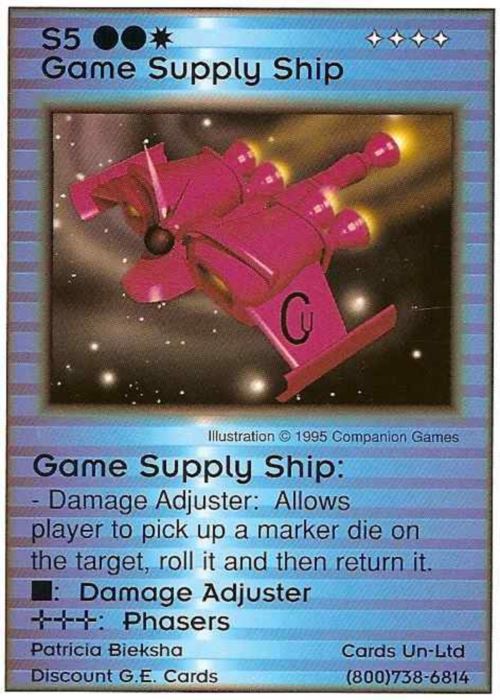 S5
Game Supply Ship
Cu
Illustration © 1995 Companion Games
Game Supply Ship:
- Damage Adjuster: Allows
player to pick up a marker die on
the target, roll it and then return it.
■: Damage Adjuster
✛✛✛: Phasers
Patricia Bieksha
Cards Un-Ltd
Discount G.E. Cards
(800)738-6814